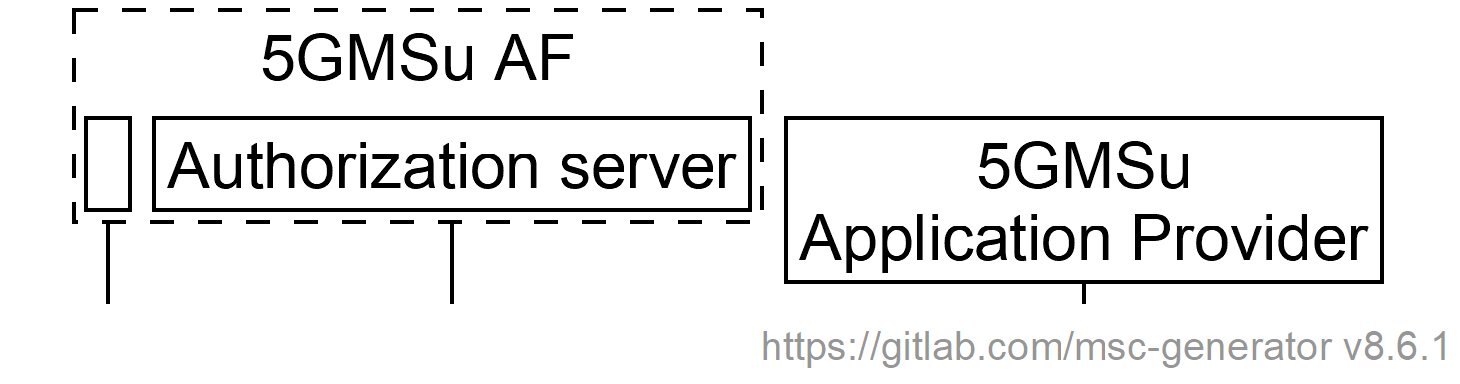 5GMSu AF
Authorization server
5GMSu
Application Provider
https://gitlab.com/msc-generator v8.6.1